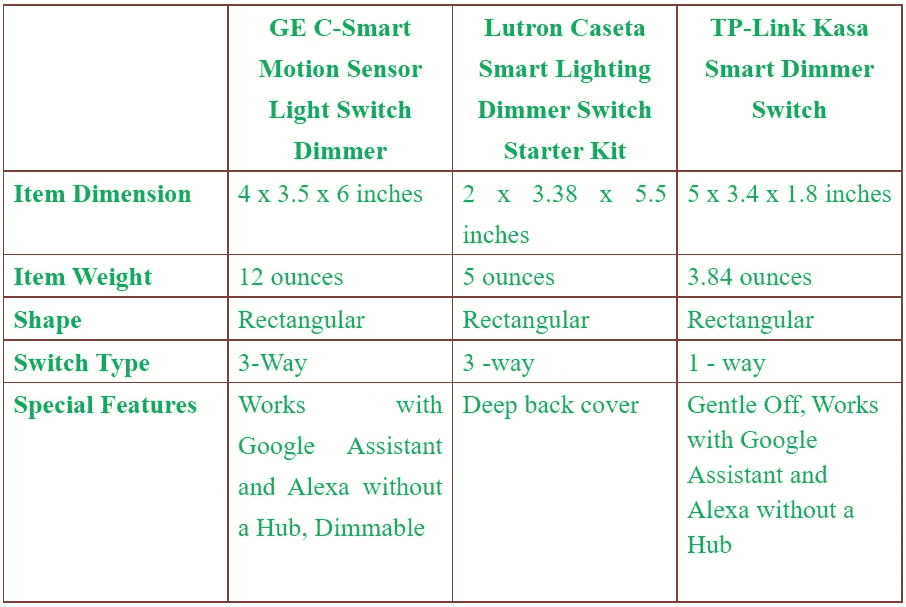 GE C-Smart
Motion Sensor
Light Switch
Dimmer
Lutron Caseta
Smart Lighting
Dimmer Switch
Starter Kit
TP-Link Kasa
Smart Dimmer
Switch
Item Dimension
4 x 3.5 x 6 inches
2 x 3.38 x 5.5
inches
5 x 3.4 x 1.8 inches
Item Weight
12 ounces
5 ounces
3.84 ounces
Shape
Rectangular
Rectangular
Rectangular
Switch Type
3-Way
3 -way
1 - way
Special Features
Works with
Google Assistant
and Alexa without
a Hub, Dimmable
Deep back cover
Gentle Off, Works
with Google
Assistant and
Alexa without a
Hub